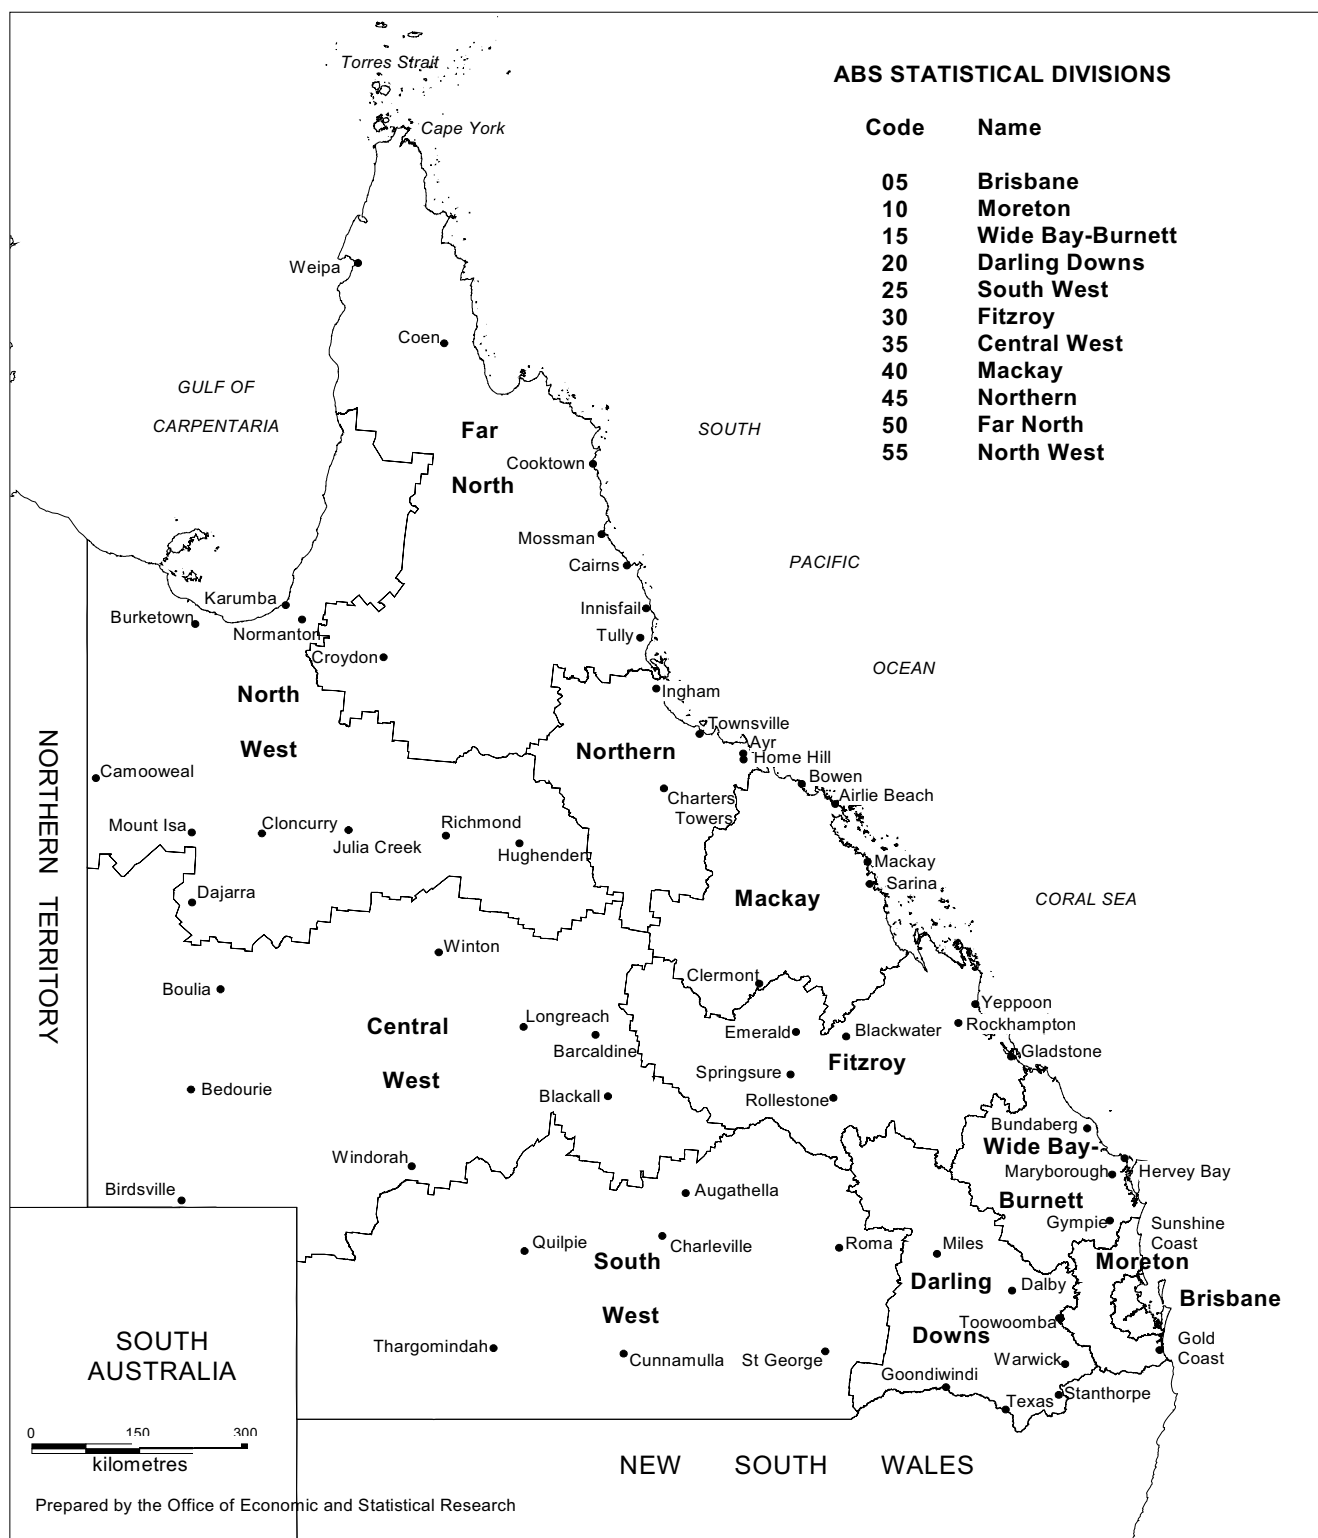 Torres Strait
ABS STATISTICAL DIVISIONS
Cape York
Code Name
05 Brisbane
10 Moreton
15 Wide Bay-Burnett
20 Darling Downs
25 South West
30 Fitzroy
35 Central West
40 Mackay
45 Northern
50 Far North
55 North West
Weipa
Coen
GULF OF
CARPENTARIA
SOUTH
PACIFIC
OCEAN
CORAL SEA
Far
North
Cooktown
Mossman
Cairns
Innisfail
Tully
Karumba
Burketown
Normanton
Croydon
North
West
Ingham
Townsville
Ayr
Home Hill
Northern
Bowen
Airlie Beach
Charters
Towers
Camooweal
Mount Isa
Cloncurry
Julia Creek
Richmond
Hughenden
Dajarra
Mackay
Sarina
Mackay
NORTHERN TERRITORY
Winton
Boulia
Clermont
Yeppoon
Rockhampton
Gladstone
Central
West
Longreach
Barcaldine
Emerald
Blackwater
Fitzroy
Springsure
Rollestone
Bedourie
Blackall
Windorah
Birdsville
Bundaberg
Wide Bay-
Burnett
Maryborough
Hervey Bay
Gympie
Sunshine
Coast
Augathella
Quilpie
Charleville
South
West
Roma
Miles
Darling
Downs
Dalby
Moreton
Brisbane
Toowoomba
Gold
Coast
Thargomindah
Cunnamulla
St George
Warwick
Goondiwindi
Texas
Stanthorpe
SOUTH
AUSTRALIA
0 150 300
kilometres
NEW SOUTH WALES
Prepared by the Office of Economic and Statistical Research